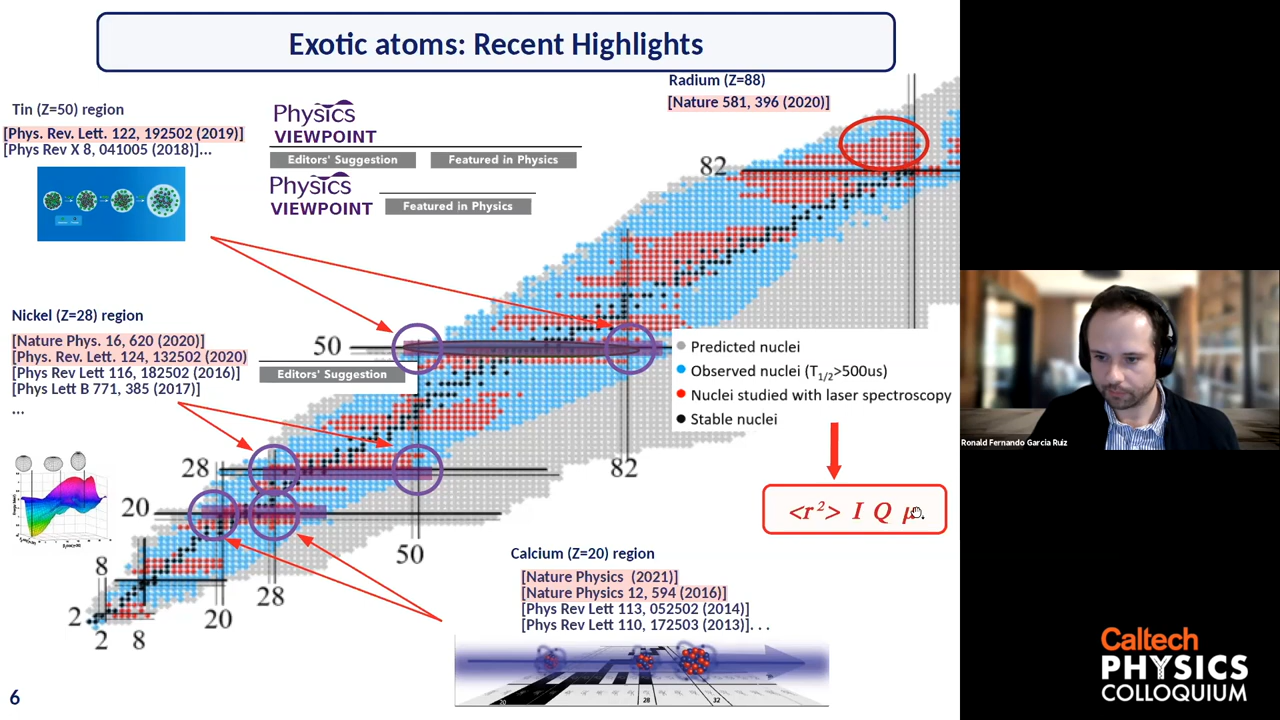 Exotic atoms: Recent Highlights
Radium (Z=88)
[Nature 581, 396 (2020)]
Tin (Z=50) region
[Phys. Rev. Lett. 122, 192502 (2019)]
[Phys Rev X 8, 041005 (2018)]...
Physics
VIEWPOINT
Editors' Suggestion
Featured in Physics
Physics
VIEWPOINT
Featured in Physics
82
Nickel (Z=28) region
[Nature Phys. 16, 620 (2020)]
[Phys. Rev. Lett. 124, 132502 (2020)
[Phys Rev Lett 116, 182502 (2016)]
[Phys Lett B 771, 385 (2017)]
...
Editors' Suggestion
50
Predicted nuclei
Observed nuclei (T1/2>500us)
Nuclei studied with laser spectroscopy
Stable nuclei
82
28
20
50
8
28
20
2
2
8
<r²> I Q μ.
Calcium (Z=20) region
[Nature Physics (2021)]
[Nature Physics 12, 594 (2016)]
[Phys Rev Lett 113, 052502 (2014)]
[Phys Rev Lett 110, 172503 (2013)]. . .
20
28
32
6
Ronald Fernando Garcia Ruiz
Caltech
PHYSICS
COLLOQUIUM